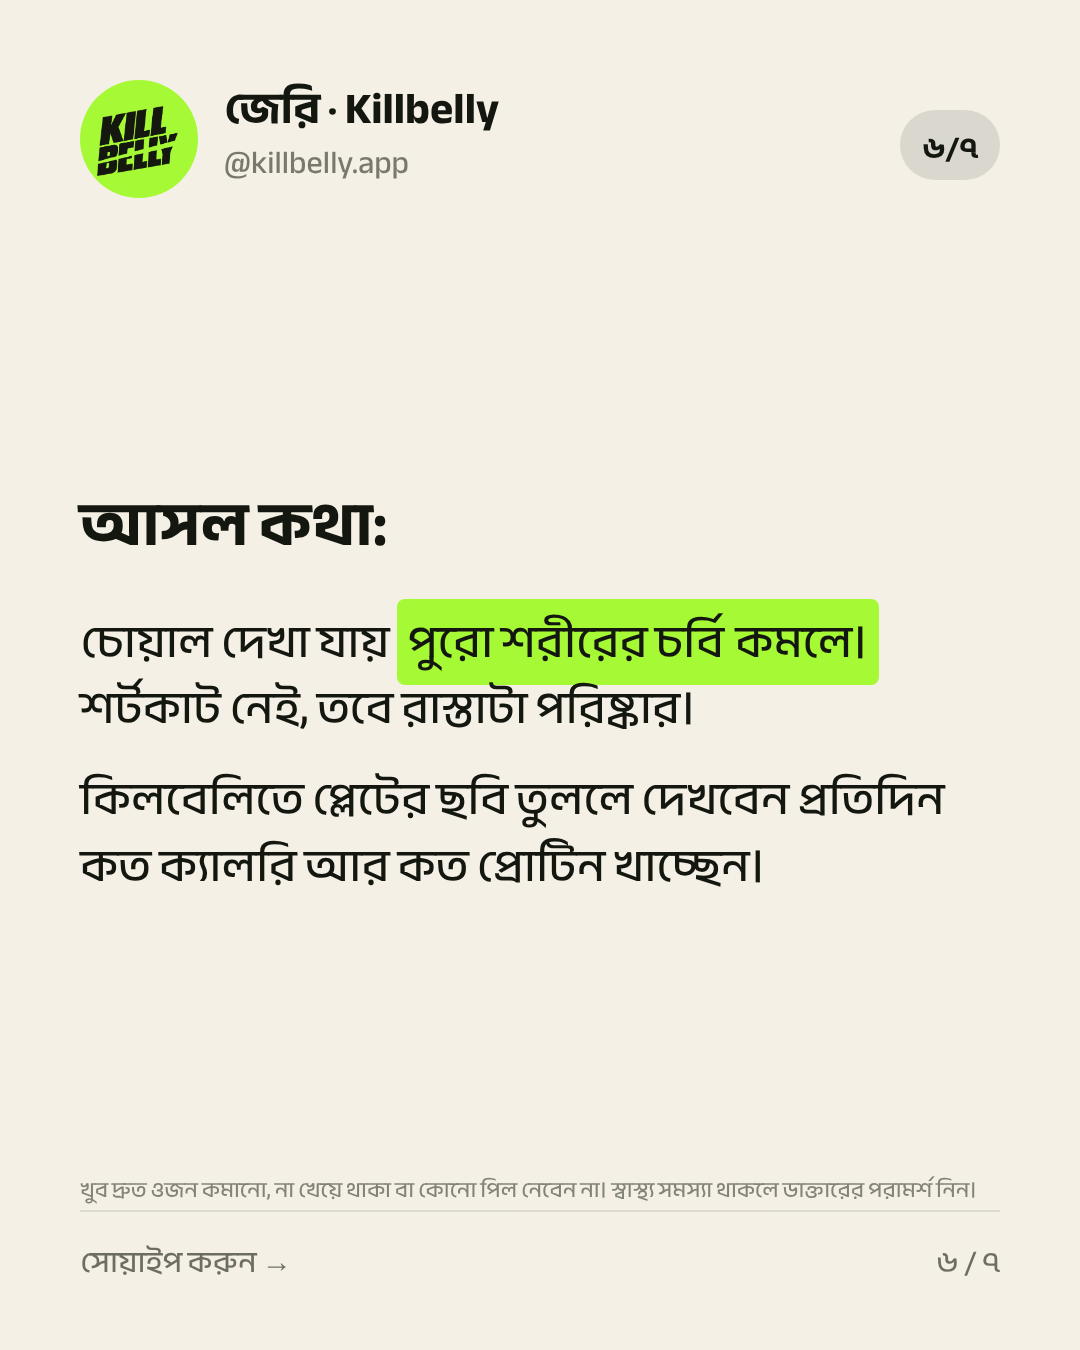 KILL
BELLY
জেরি · Killbelly
@killbelly.app
৬/৭
আসল কথা:
চোয়াল দেখা যায় পুরো শরীরের চর্বি কমলে।
শর্টকাট নেই, তবে রাস্তাটা পরিষ্কার।
কিলবেলিতে প্লেটের ছবি তুললে দেখবেন প্রতিদিন
কত ক্যালরি আর কত প্রোটিন খাচ্ছেন।
খুব দ্রুত ওজন কমানো, না খেয়ে থাকা বা কোনো পিল নেবেন না। স্বাস্থ্য সমস্যা থাকলে ডাক্তারের পরামর্শ নিন।
সোয়াইপ করুন →
৬ / ৭